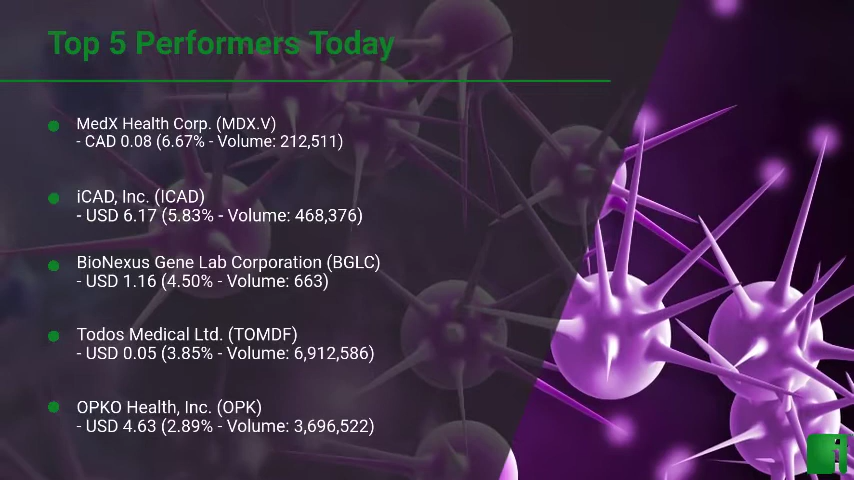 Top 5 Performers Today
MedX Health Corp. (MDX.V)
- CAD 0.08 (6.67% - Volume: 212,511)
iCAD, Inc. (ICAD)
- USD 6.17 (5.83% - Volume: 468,376)
BioNexus Gene Lab Corporation (BGLC)
- USD 1.16 (4.50% - Volume: 663)
Todos Medical Ltd. (TOMDF)
- USD 0.05 (3.85% - Volume: 6,912,586)
OPKO Health, Inc. (OPK)
- USD 4.63 (2.89% - Volume: 3,696,522)